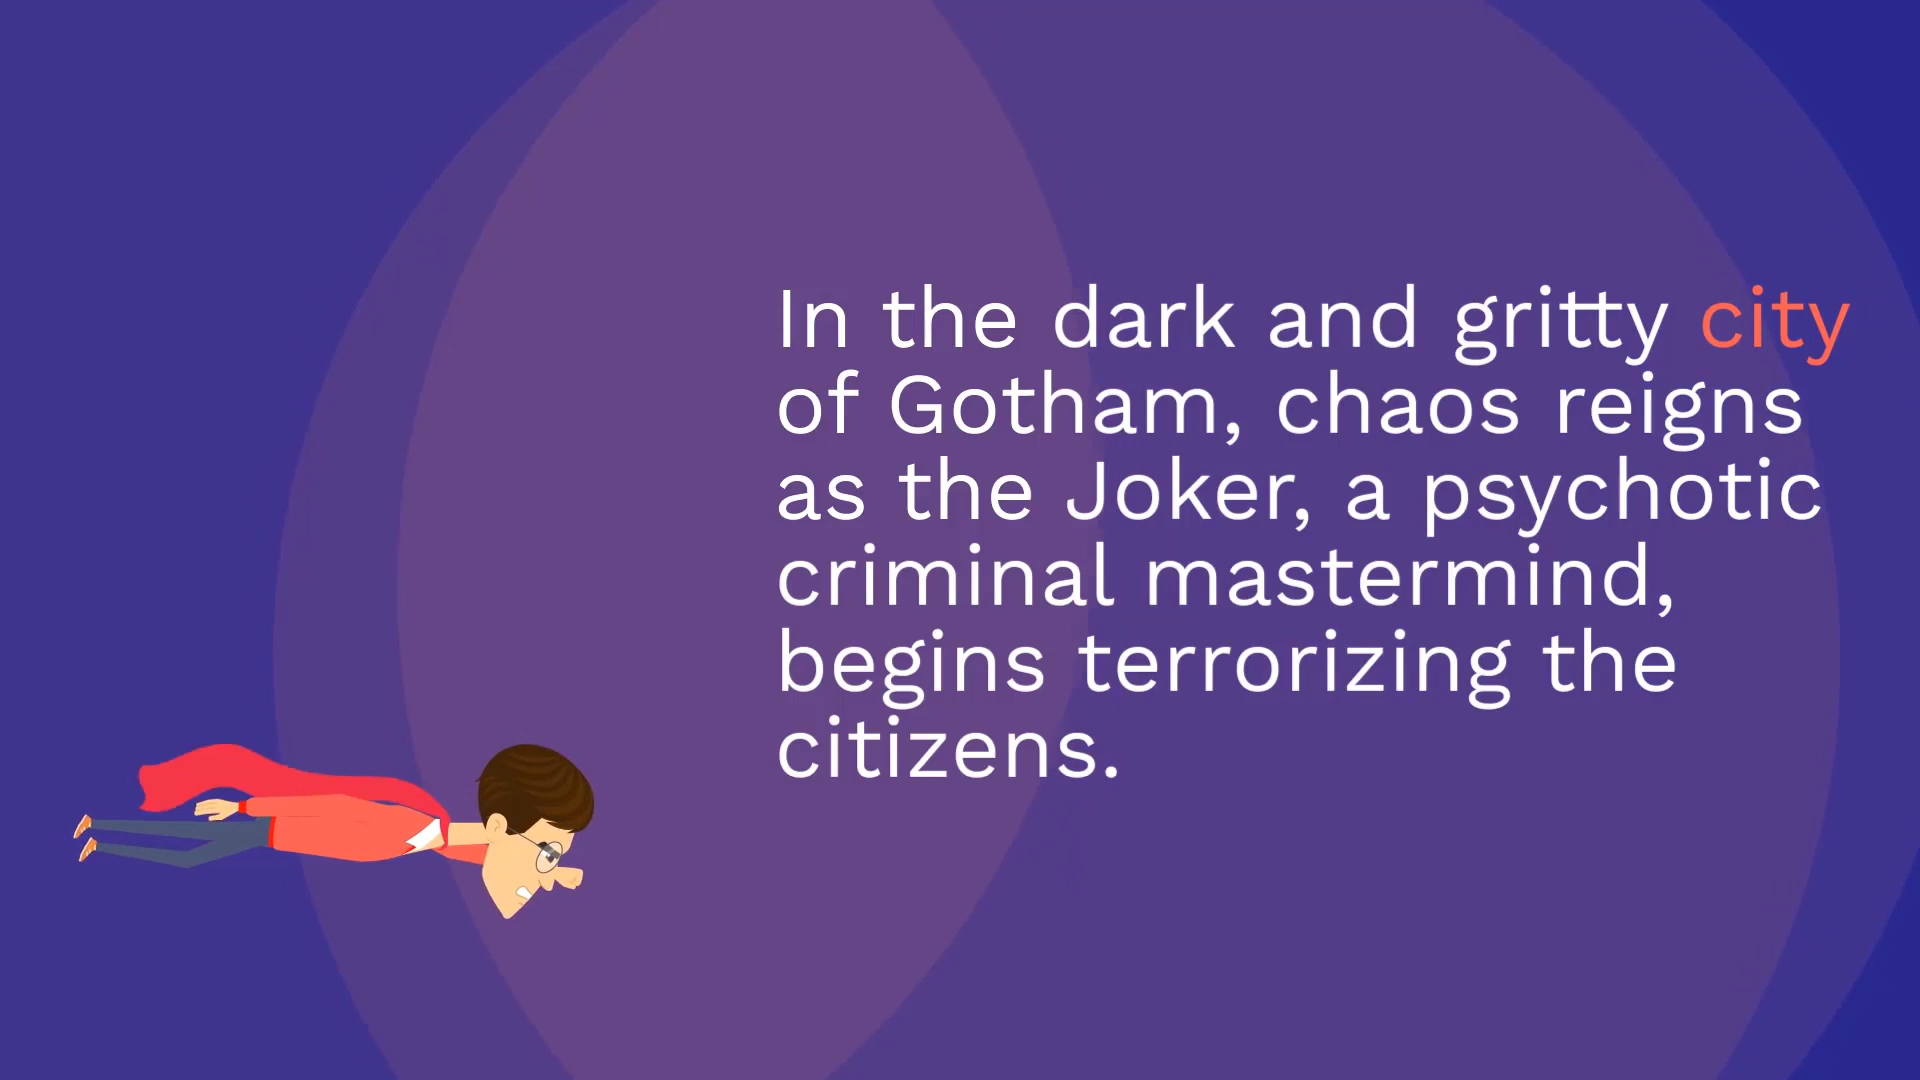 In the dark and gritty city
of Gotham, chaos reigns
as the Joker, a psychotic
criminal mastermind,
begins terrorizing the
citizens.